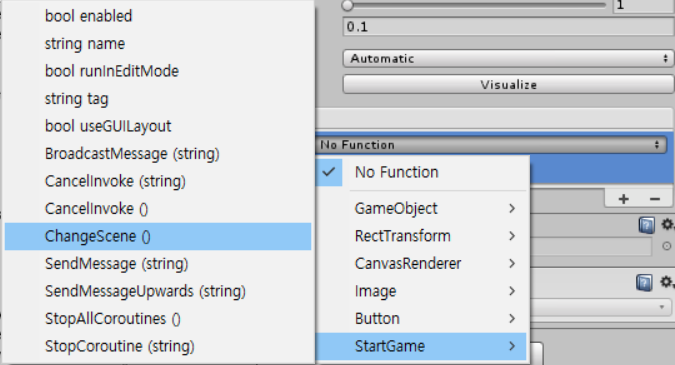 bool enabled
string name
bool runInEditMode
string tag
bool useGUILayout
BroadcastMessage (string)
CancelInvoke (string)
CancelInvoke ()
ChangeScene ()
SendMessage (string)
SendMessageUpwards (string)
StopAllCoroutines ()
StopCoroutine (string)
1
0.1
Automatic
Visualize
No Function
No Function
GameObject
RectTransform
CanvasRenderer
Image
Button
StartGame